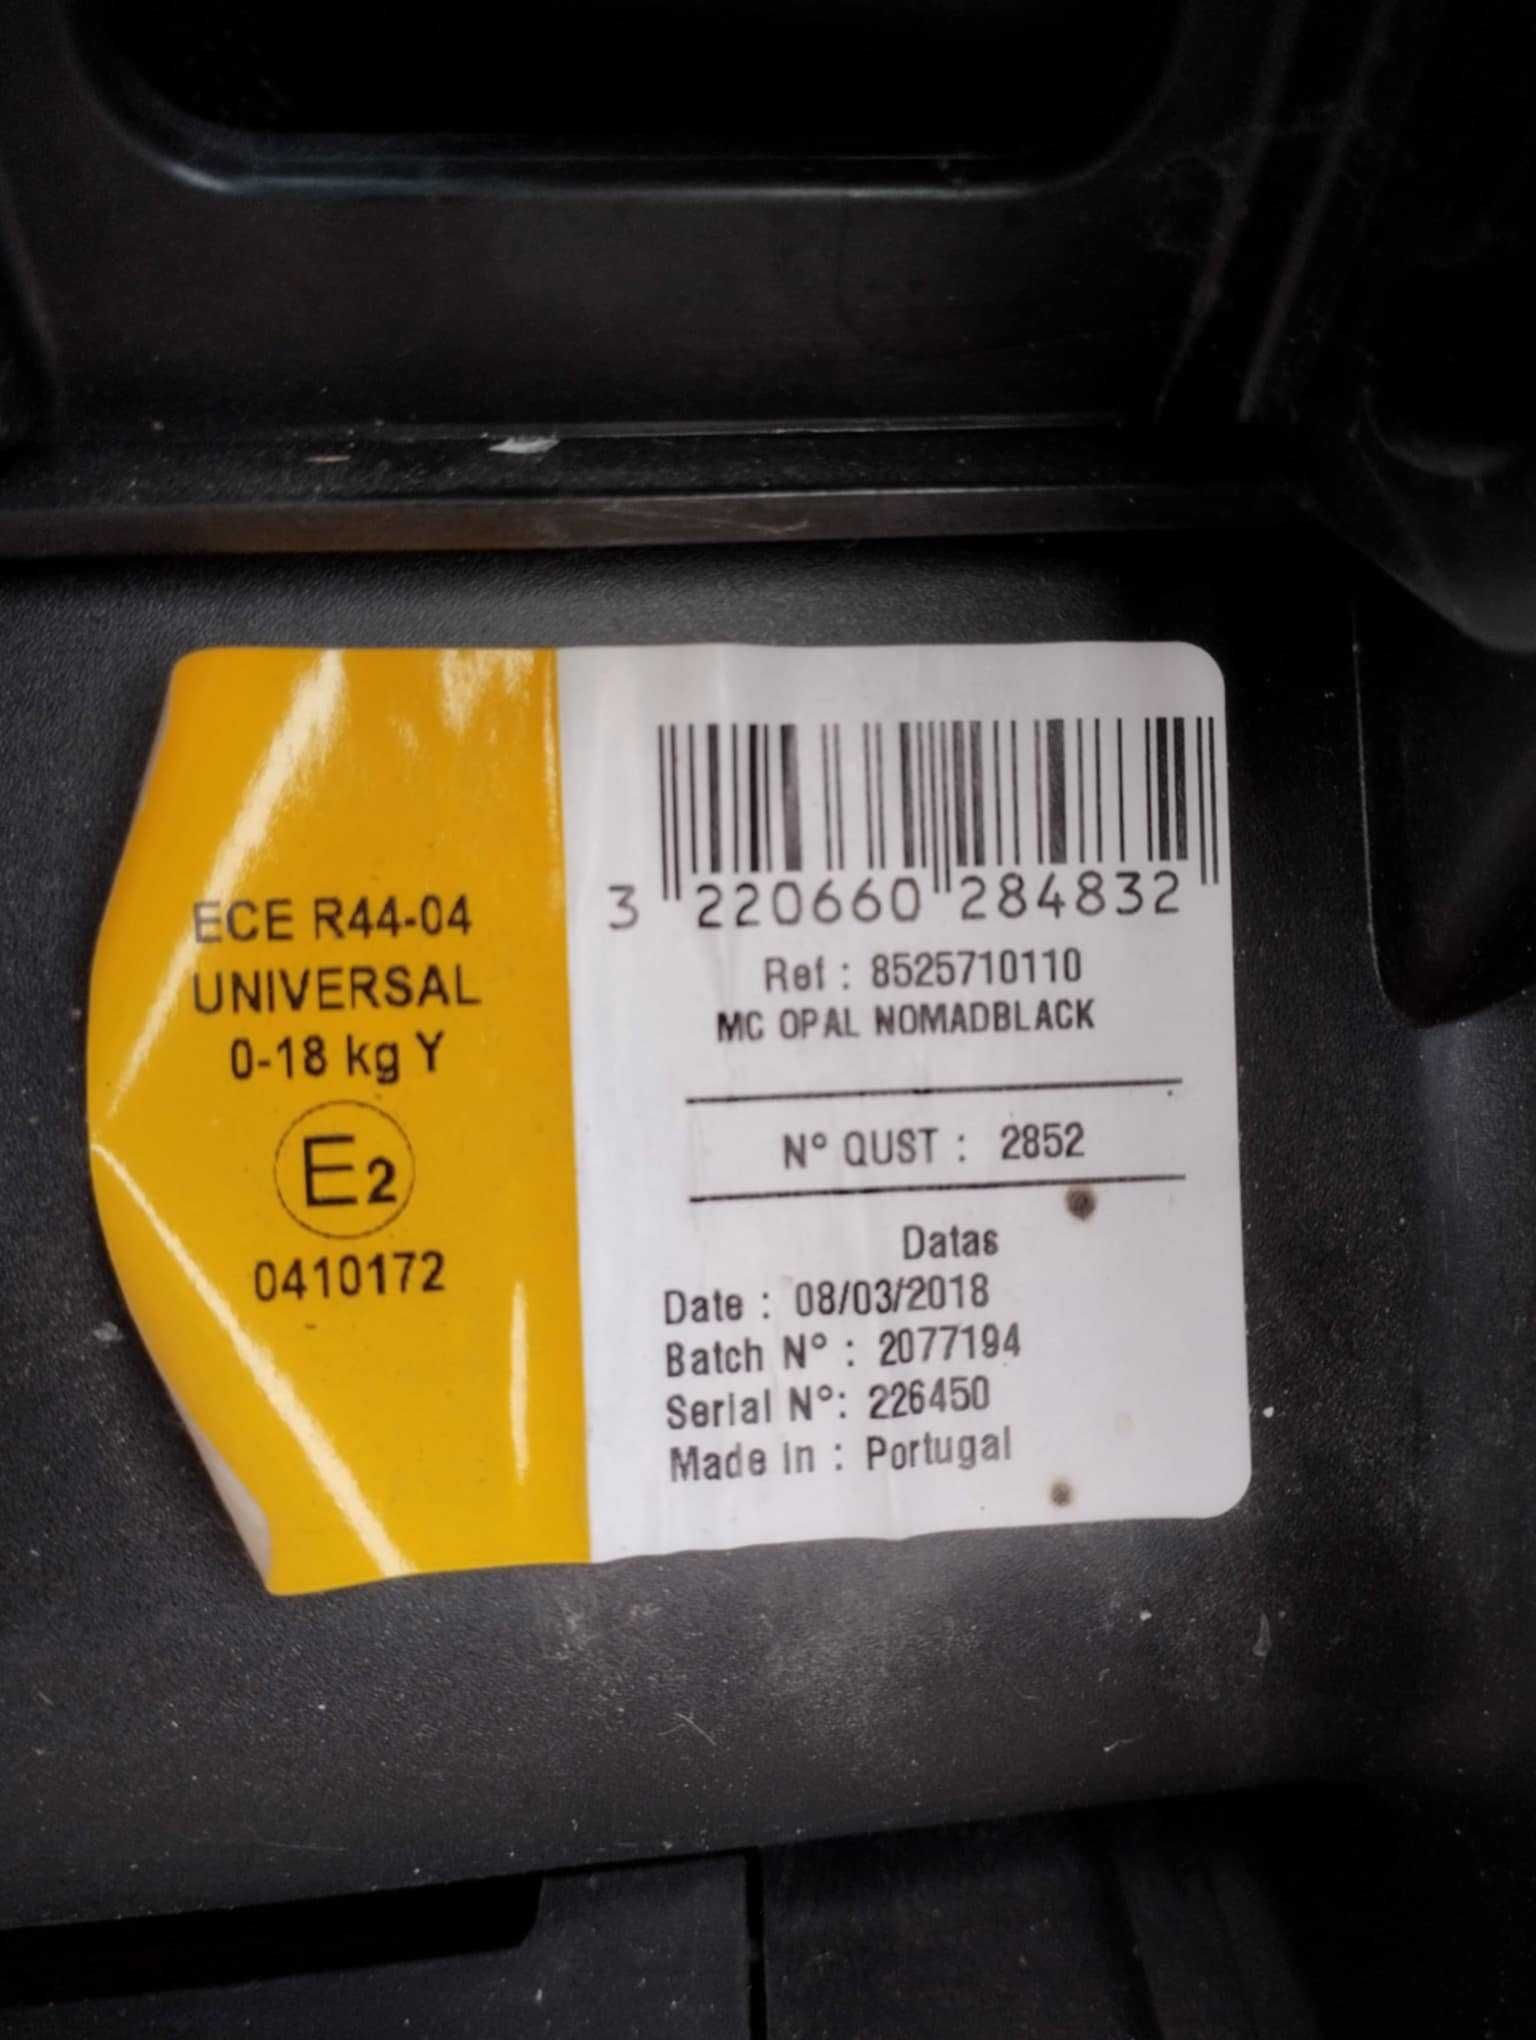 ECE R44-04
UNIVERSAL
0-18 kg Y
E2
0410172
3 220660 284832
Ref : 8525710110
MC OPAL NOMADBLACK
N° QUST : 2852
Datas
Date : 08/03/2018
Batch N° : 2077194
Serial N°: 226450
Made in : Portugal